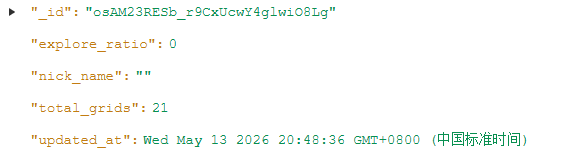 "_id": "osAM23RESb_r9CxUcwY4glwiO8Lg"
"explore_ratio": 0
"nick_name": ""
"total_grids": 21
"updated_at": Wed May 13 2026 20:48:36 GMT+0800 (中国标准时间)